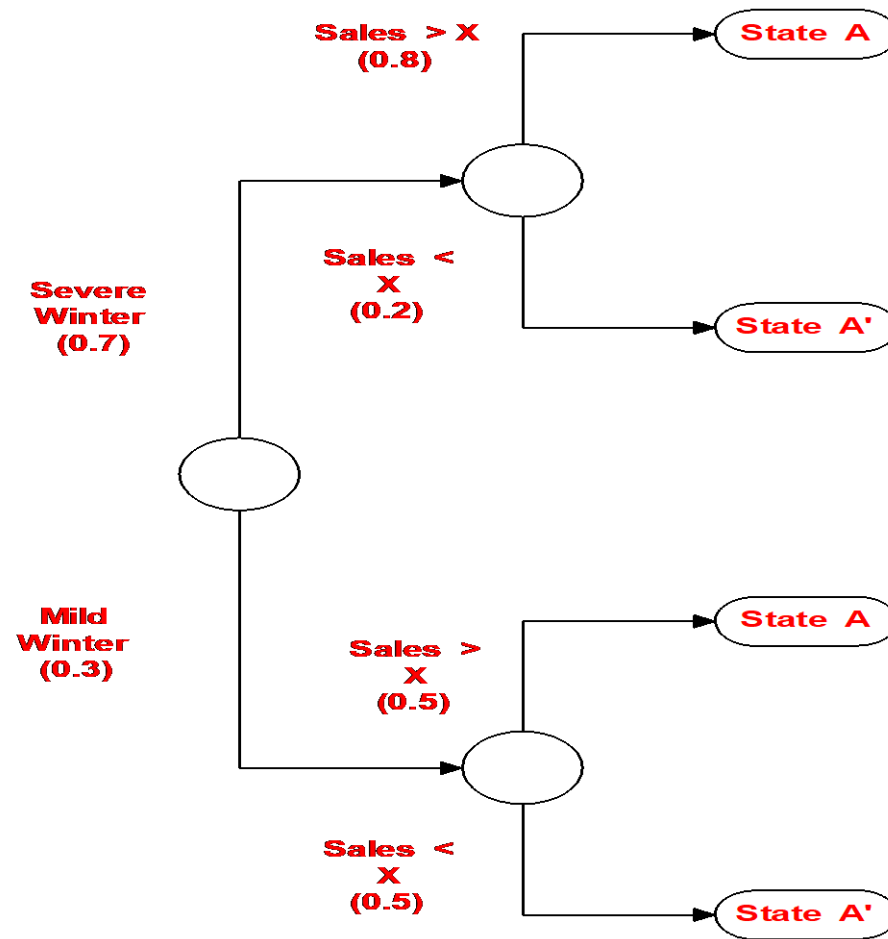 Sales > X
(0.8)
State A
Sales <
X
(0.2)
Severe
Winter
(0.7)
State A'
Mild
Winter
(0.3)
State A
Sales >
X
(0.5)
Sales <
X
(0.5)
State A'